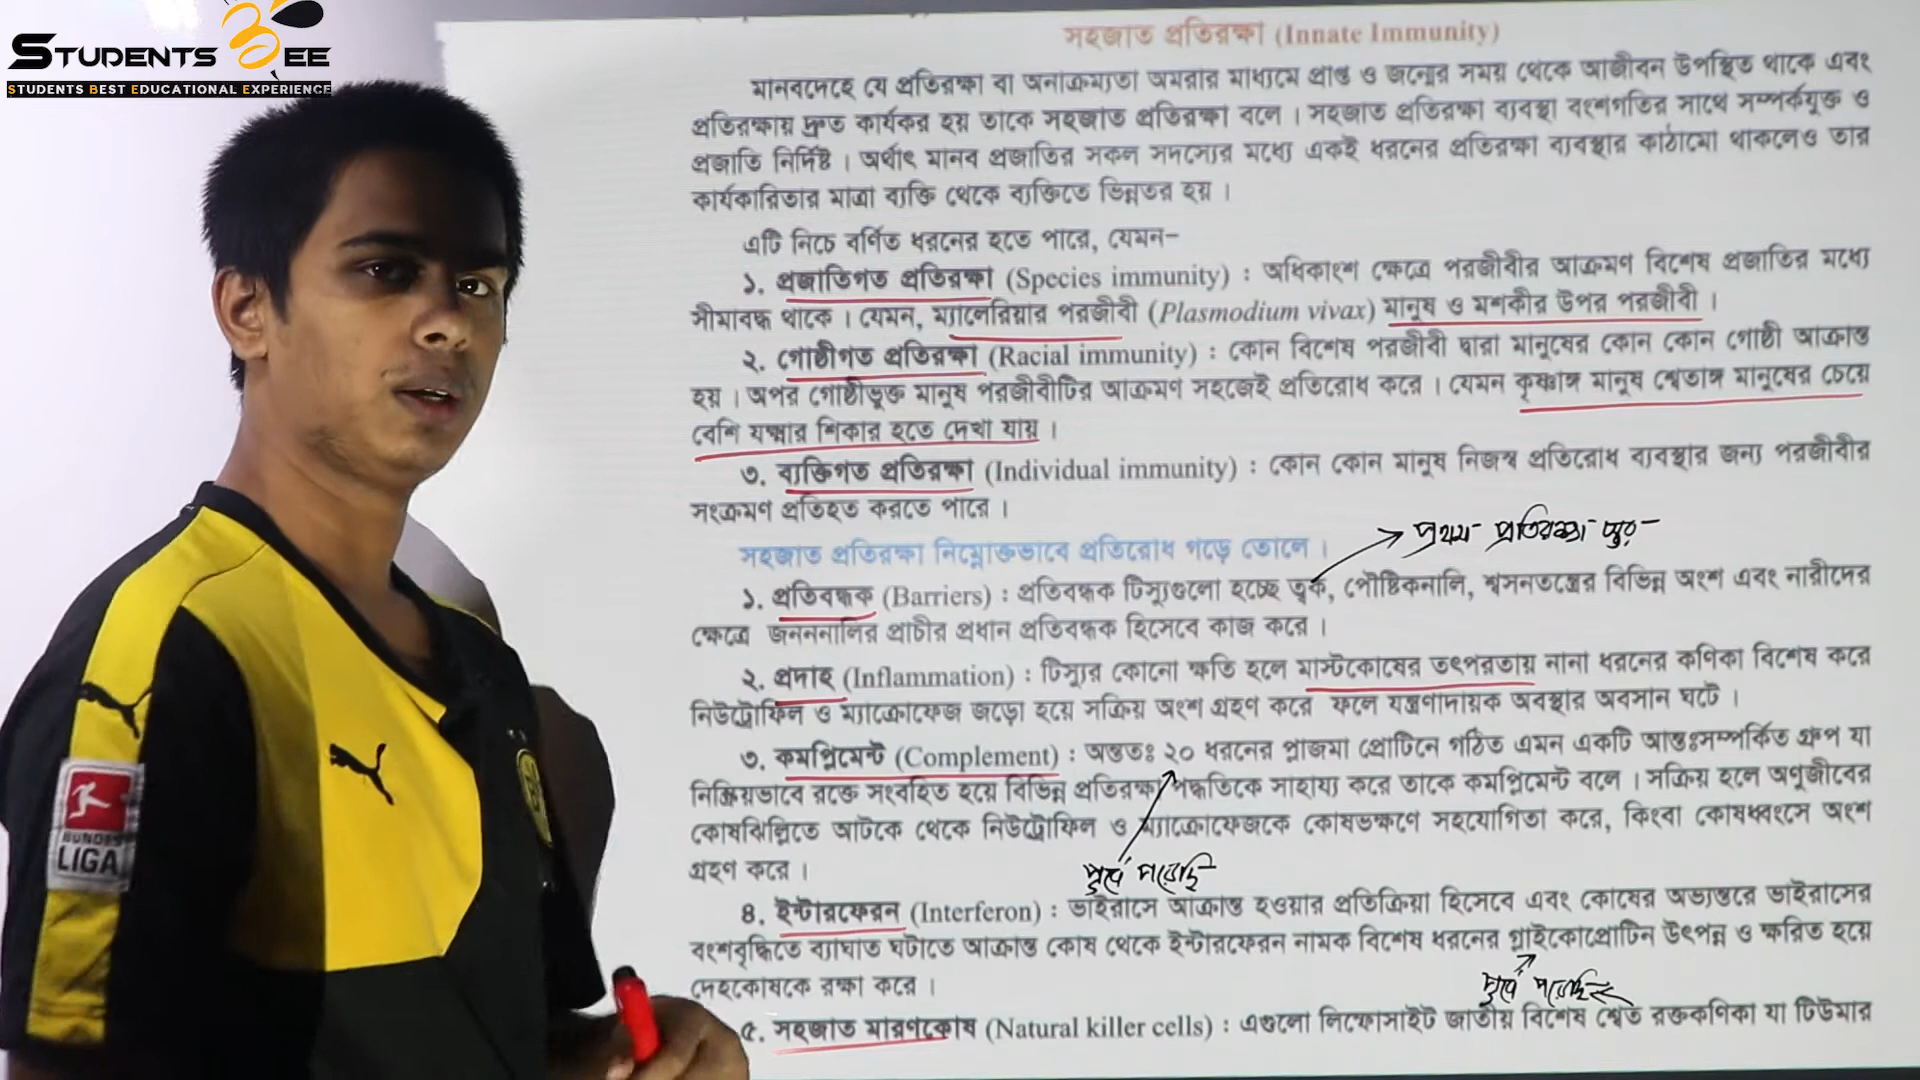 STUDENTS BEE
STUDENTS BEST EDUCATIONAL EXPERIENCE
সহজাত প্রতিরক্ষা (Innate Immunity)
মানবদেহে যে প্রতিরক্ষা বা অনাক্রম্যতা অমরার মাধ্যমে প্রাপ্ত ও জন্মের সময় থেকে আজীবন উপস্থিত থাকে এবং
প্রতিরক্ষায় দ্রুত কার্যকর হয় তাকে সহজাত প্রতিরক্ষা বলে । সহজাত প্রতিরক্ষা ব্যবস্থা বংশগতির সাথে সম্পর্কযুক্ত ও
প্রজাতি নির্দিষ্ট । অর্থাৎ মানব প্রজাতির সকল সদস্যের মধ্যে একই ধরনের প্রতিরক্ষা ব্যবস্থার কাঠামো থাকলেও তার
কার্যকারিতার মাত্রা ব্যক্তি থেকে ব্যক্তিতে ভিন্নতর হয় ।
এটি নিচে বর্ণিত ধরনের হতে পারে, যেমন-
১. প্রজাতিগত প্রতিরক্ষা (Species immunity) : অধিকাংশ ক্ষেত্রে পরজীবীর আক্রমণ বিশেষ প্রজাতির মধ্যে
সীমাবদ্ধ থাকে । যেমন, ম্যালেরিয়ার পরজীবী (Plasmodium vivax) মানুষ ও মশকীর উপর পরজীবী ।
২. গোষ্ঠীগত প্রতিরক্ষা (Racial immunity) : কোন বিশেষ পরজীবী দ্বারা মানুষের কোন কোন গোষ্ঠী আক্রান্ত
হয় । অপর গোষ্ঠীভুক্ত মানুষ পরজীবীটির আক্রমণ সহজেই প্রতিরোধ করে । যেমন কৃষ্ণাঙ্গ মানুষ শ্বেতাঙ্গ মানুষের চেয়ে
বেশি যক্ষ্মার শিকার হতে দেখা যায় ।
৩. ব্যক্তিগত প্রতিরক্ষা (Individual immunity) : কোন কোন মানুষ নিজস্ব প্রতিরোধ ব্যবস্থার জন্য পরজীবীর
সংক্রমণ প্রতিহত করতে পারে ।
প্রথম প্রতিরক্ষা স্তর
সহজাত প্রতিরক্ষা নিম্নোক্তভাবে প্রতিরোধ গড়ে তোলে ।
১. প্রতিবন্ধক (Barriers) : প্রতিবন্ধক টিস্যুগুলো হচ্ছে ত্বক, পৌষ্টিকনালি, শ্বসনতন্ত্রের বিভিন্ন অংশ এবং নারীদের
ক্ষেত্রে জনননালির প্রাচীর প্রধান প্রতিবন্ধক হিসেবে কাজ করে ।
২. প্রদাহ (Inflammation) : টিস্যুর কোনো ক্ষতি হলে মাস্টকোষের তৎপরতায় নানা ধরনের কণিকা বিশেষ করে
নিউট্রোফিল ও ম্যাক্রোফেজ জড়ো হয়ে সক্রিয় অংশ গ্রহণ করে ফলে যন্ত্রণাদায়ক অবস্থার অবসান ঘটে ।
৩. কমপ্লিমেন্ট (Complement) : অন্ততঃ ২০ ধরনের প্লাজমা প্রোটিনে গঠিত এমন একটি আন্তঃসম্পর্কিত গ্রুপ যা
নিষ্ক্রিয়ভাবে রক্তে সংবহিত হয়ে বিভিন্ন প্রতিরক্ষা পদ্ধতিকে সাহায্য করে তাকে কমপ্লিমেন্ট বলে । সক্রিয় হলে অণুজীবের
কোষঝিল্লিতে আটকে থেকে নিউট্রোফিল ও ম্যাক্রোফেজকে কোষভক্ষণে সহযোগিতা করে, কিংবা কোষধ্বংসে অংশ
গ্রহণ করে ।
পূর্বে পড়েছি
৪. ইন্টারফেরন (Interferon) : ভাইরাসে আক্রান্ত হওয়ার প্রতিক্রিয়া হিসেবে এবং কোষের অভ্যন্তরে ভাইরাসের
বংশবৃদ্ধিতে ব্যাঘাত ঘটাতে আক্রান্ত কোষ থেকে ইন্টারফেরন নামক বিশেষ ধরনের গ্লাইকোপ্রোটিন উৎপন্ন ও ক্ষরিত হয়ে
দেহকোষকে রক্ষা করে ।
পূর্বে পড়েছি
৫. সহজাত মারণকোষ (Natural killer cells) : এগুলো লিম্ফোসাইট জাতীয় বিশেষ শ্বেত রক্তকণিকা যা টিউমার
BUNDES
LIGA